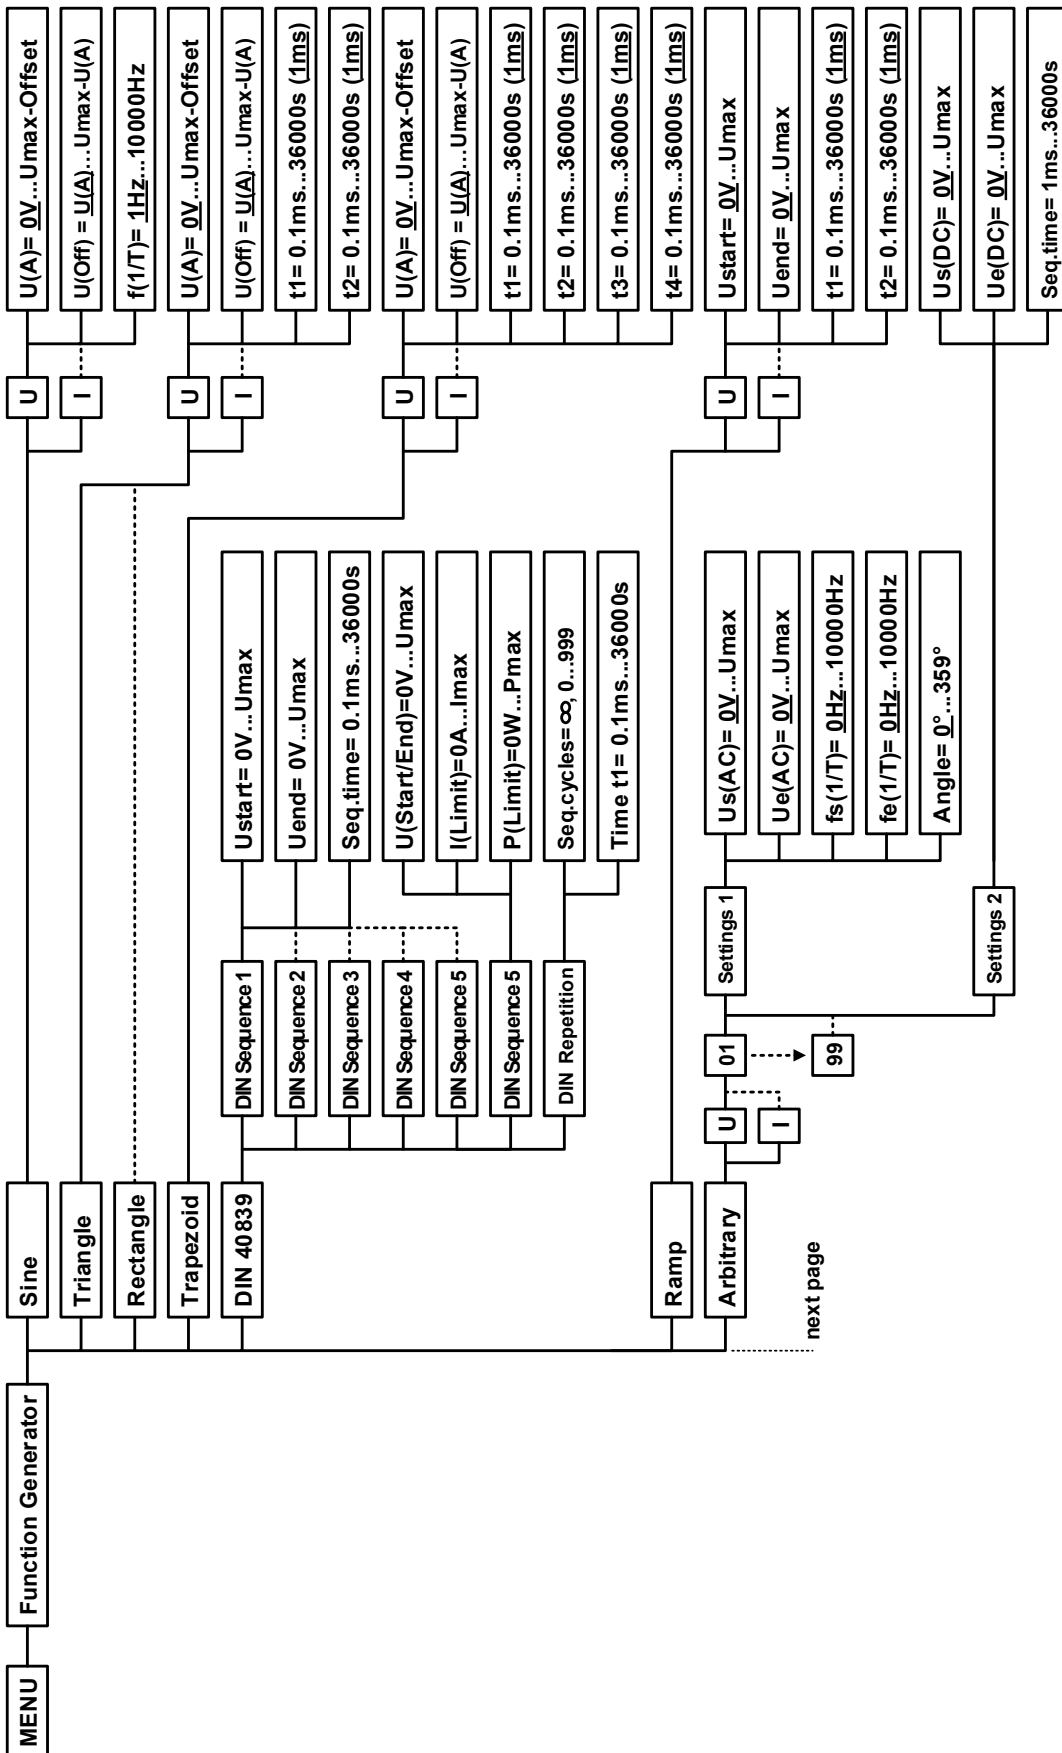 MENU
Function Generator
Sine
Triangle
Rectangle
Trapezoid
DIN 40839
Ramp
Arbitrary
next page
DIN Sequence 1
DIN Sequence 2
DIN Sequence 3
DIN Sequence 4
DIN Sequence 5
DIN Sequence 5
DIN Repetition
U
I
01
99
Settings 1
Settings 2
Ustart= 0V...Umax
Uend= 0V...Umax
Seq.time= 0.1ms...36000s
U(Start/End)=0V...Umax
I(Limit)=0A...Imax
P(Limit)=0W...Pmax
Seq.cycles=∞, 0...999
Time t1= 0.1ms...36000s
Us(AC)= 0V...Umax
Ue(AC)= 0V...Umax
fs(1/T)= 0Hz...10000Hz
fe(1/T)= 0Hz...10000Hz
Angle= 0°...359°
U
I
U
I
U
I
U
I
U(A)= 0V...Umax-Offset
U(Off) = U(A)...Umax-U(A)
f(1/T)= 1Hz...10000Hz
U(A)= 0V...Umax-Offset
U(Off) = U(A)...Umax-U(A)
t1= 0.1ms...36000s (1ms)
t2= 0.1ms...36000s (1ms)
U(A)= 0V...Umax-Offset
U(Off) = U(A)...Umax-U(A)
t1= 0.1ms...36000s (1ms)
t2= 0.1ms...36000s (1ms)
t3= 0.1ms...36000s (1ms)
t4= 0.1ms...36000s (1ms)
Ustart= 0V...Umax
Uend= 0V...Umax
t1= 0.1ms...36000s (1ms)
t2= 0.1ms...36000s (1ms)
Us(DC)= 0V...Umax
Ue(DC)= 0V...Umax
Seq.time= 1ms...36000s